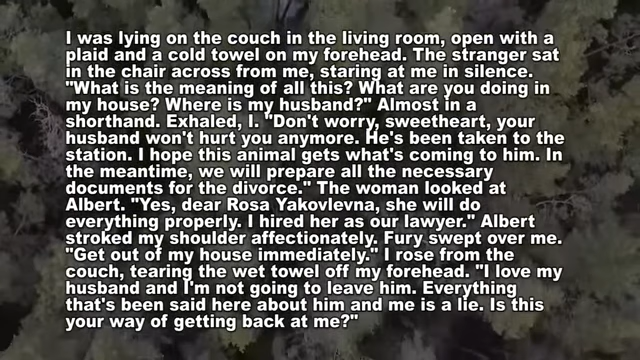 I was lying on the couch in the living room, open with a
plaid and a cold towel on my forehead. The stranger sat
in the chair across from me, staring at me in silence.
"What is the meaning of all this? What are you doing in
my house? Where is my husband?" Almost in a
shorthand. Exhaled, I. "Don't worry, sweetheart, your
husband won't hurt you anymore. He's been taken to the
station. I hope this animal gets what's coming to him. In
the meantime, we will prepare all the necessary
documents for the divorce." The woman looked at
Albert. "Yes, dear Rosa Yakovlevna, she will do
everything properly. I hired her as our lawyer." Albert
stroked my shoulder affectionately. Fury swept over me.
"Get out of my house immediately." I rose from the
couch, tearing the wet towel off my forehead. "I love my
husband and I'm not going to leave him. Everything
that's been said here about him and me is a lie. Is this
your way of getting back at me?"